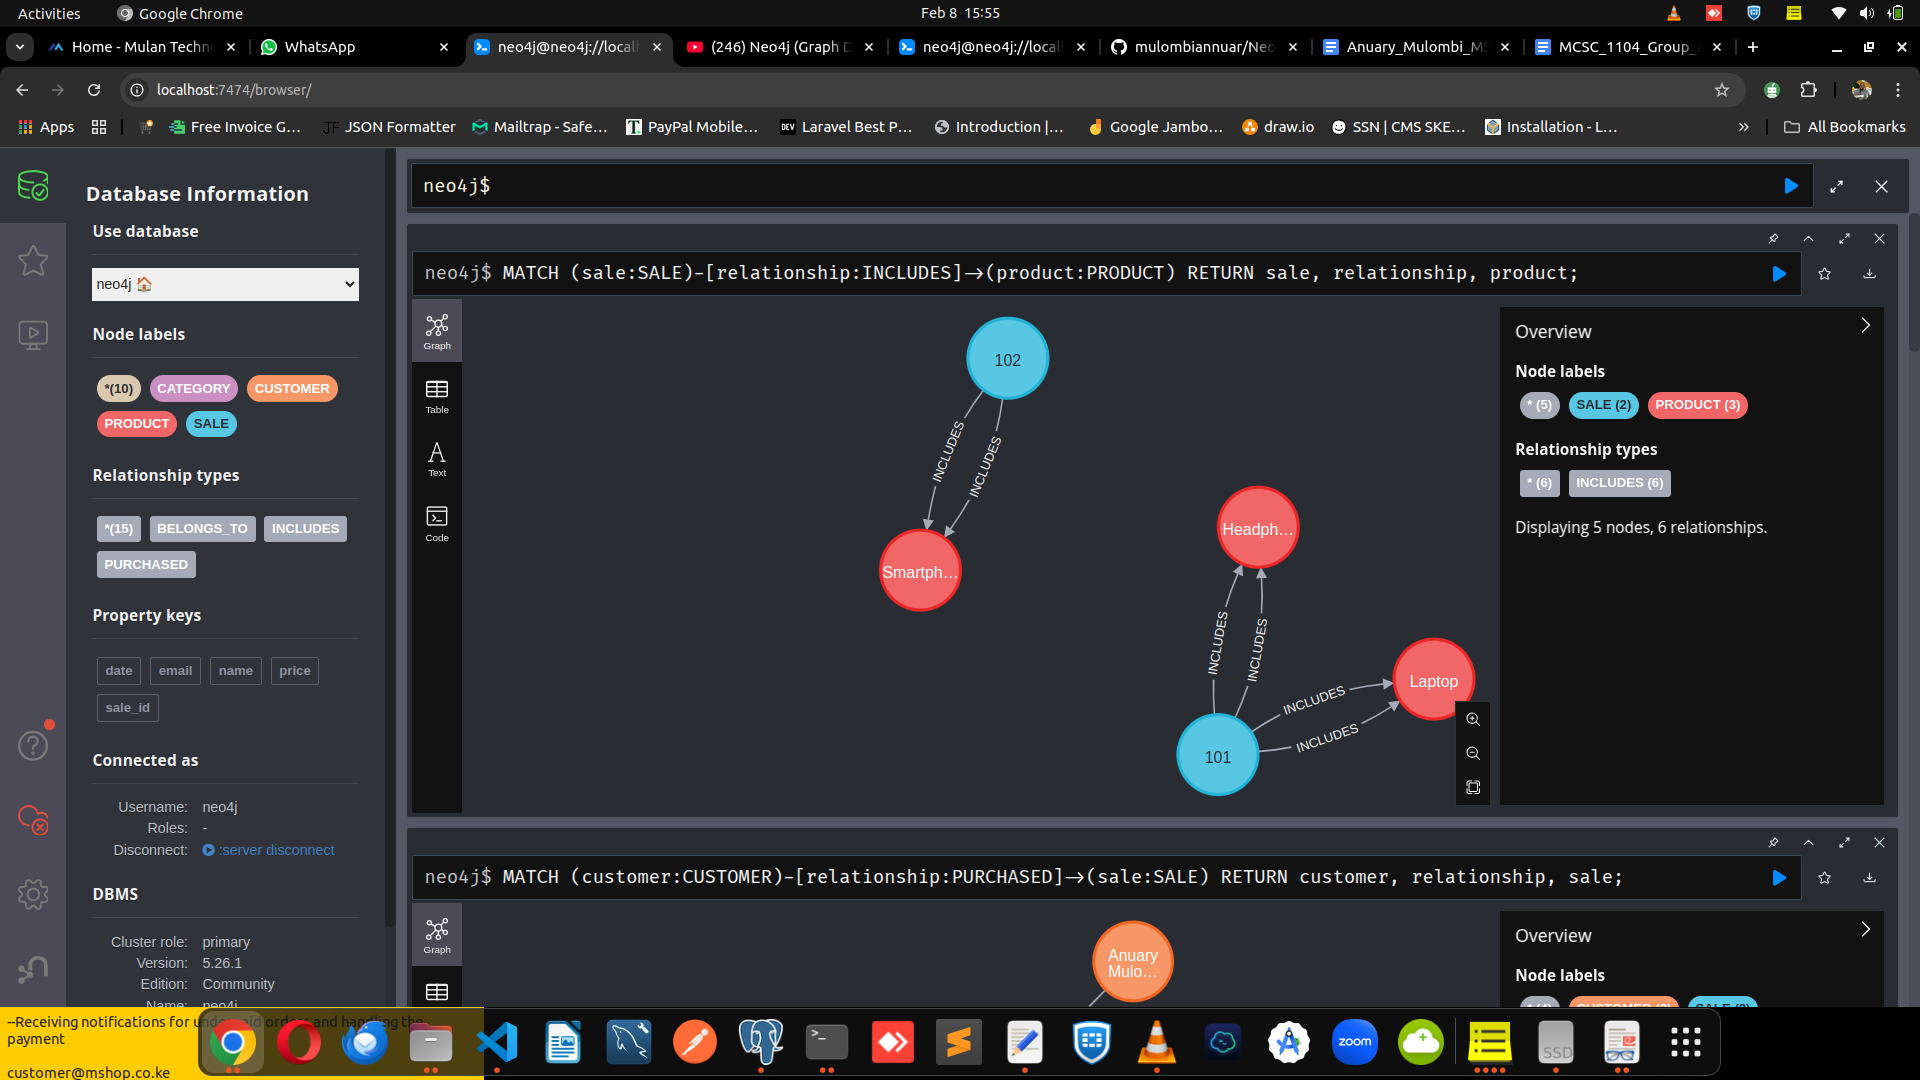 Activities
Google Chrome
Feb 8 15:55
Home - Mulan Techn
WhatsApp
neo4j@neo4j://local
(246) Neo4j (Graph D
neo4j@neo4j://local
mulombiannuar/Neo
Anuary_Mulombi_M
MCSC_1104_Group_
localhost:7474/browser/
Apps
Free Invoice G...
JF JSON Formatter
Mailtrap - Safe...
PayPal Mobile...
DEV Laravel Best P...
Introduction |...
Google Jambo...
draw.io
SSN | CMS SKE...
Installation - L...
All Bookmarks
Database Information
Use database
neo4j
Node labels
*(10) CATEGORY CUSTOMER
PRODUCT SALE
Relationship types
*(15) BELONGS_TO INCLUDES
PURCHASED
Property keys
date email name price
sale_id
Connected as
Username: neo4j
Roles: -
Disconnect: :server disconnect
DBMS
Cluster role: primary
Version: 5.26.1
Edition: Community
Name: neo4j
neo4j$
neo4j$ MATCH (sale:SALE)-[relationship:INCLUDES]->(product:PRODUCT) RETURN sale, relationship, product;
Graph
Table
A
Text
Code
102
INCLUDES
INCLUDES
Smartph...
Headph...
INCLUDES
INCLUDES
Laptop
INCLUDES
INCLUDES
101
Overview
Node labels
* (5) SALE (2) PRODUCT (3)
Relationship types
* (6) INCLUDES (6)
Displaying 5 nodes, 6 relationships.
neo4j$ MATCH (customer:CUSTOMER)-[relationship:PURCHASED]->(sale:SALE) RETURN customer, relationship, sale;
Graph
Anuary
Mulo...
Overview
Node labels
--Receiving notifications for underpaid orders and handling the
payment
customer@mshop.co.ke
zoom
SSD